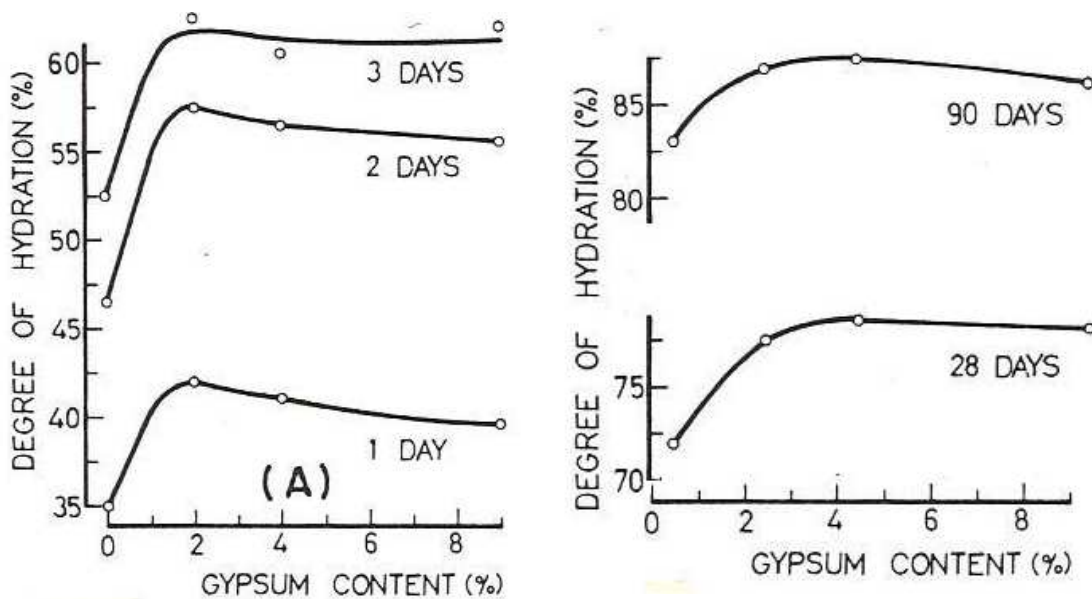 DEGREE OF HYDRATION (%)
60
55
50
45
40
35
3 DAYS
2 DAYS
1 DAY
(A)
0 2 4 6 8
GYPSUM CONTENT (%)
DEGREE OF HYDRATION (%)
85
80
75
70
90 DAYS
28 DAYS
0 2 4 6 8
GYPSUM CONTENT (%)